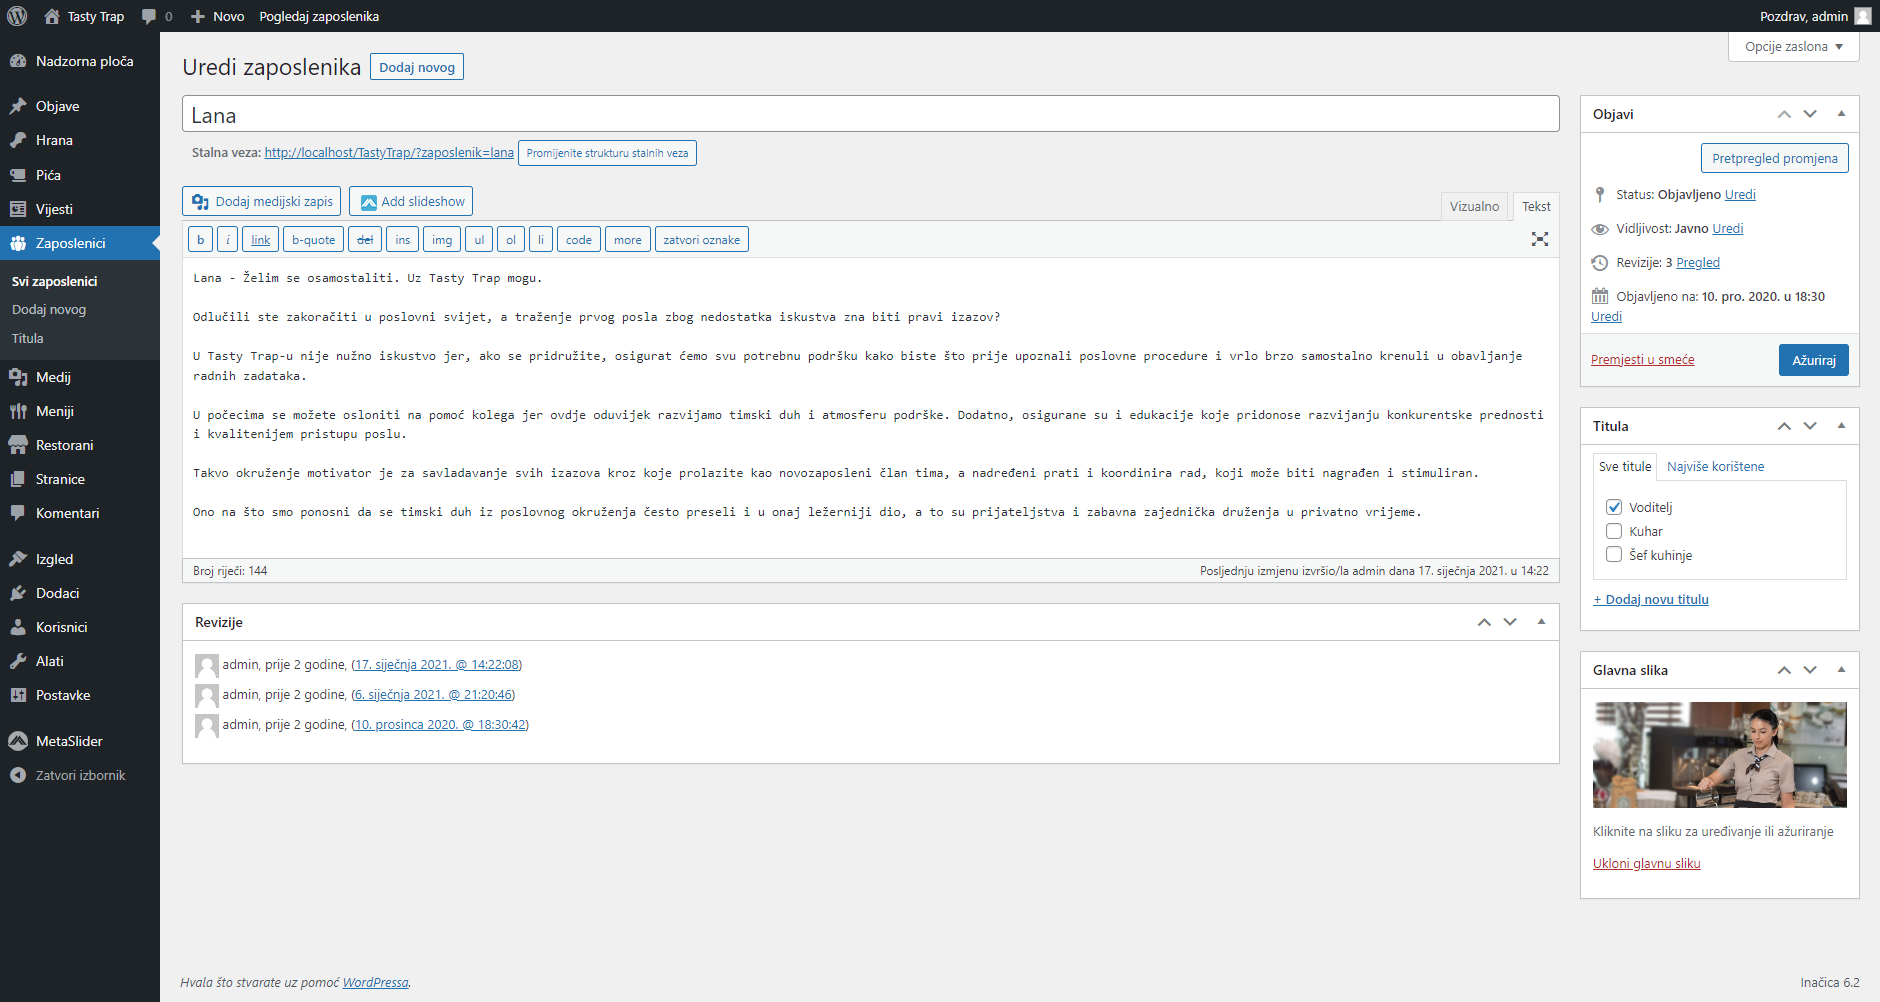 Tasty Trap
0
Novo
Pogledaj zaposlenika
Pozdrav, admin
Nadzorna ploča
Objave
Hrana
Pića
Vijesti
Zaposlenici
Svi zaposlenici
Dodaj novog
Titula
Medij
Meniji
Restorani
Stranice
Komentari
Izgled
Dodaci
Korisnici
Alati
Postavke
MetaSlider
Zatvori izbornik
Opcije zaslona
Uredi zaposlenika
Dodaj novog
Lana
Stalna veza: http://localhost/TastyTrap/?zaposlenik=lana
Promijenite strukturu stalnih veza
Dodaj medijski zapis
Add slideshow
Vizualno
Tekst
b
i
link
b-quote
del
ins
img
ul
ol
li
code
more
zatvori oznake
Lana - Želim se osamostaliti. Uz Tasty Trap mogu.
Odlučili ste zakoračiti u poslovni svijet, a traženje prvog posla zbog nedostatka iskustva zna biti pravi izazov?
U Tasty Trap-u nije nužno iskustvo jer, ako se pridružite, osigurat ćemo svu potrebnu podršku kako biste što prije upoznali poslovne procedure i vrlo brzo samostalno krenuli u obavljanje
radnih zadataka.
U počecima se možete osloniti na pomoć kolega jer ovdje oduvijek razvijamo timski duh i atmosferu podrške. Dodatno, osigurane su i edukacije koje pridonose razvijanju konkurentske prednosti
i kvalitenijem pristupu poslu.
Takvo okruženje motivator je za savladavanje svih izazova kroz koje prolazite kao novozaposleni član tima, a nadređeni prati i koordinira rad, koji može biti nagrađen i stimuliran.
Ono na što smo ponosni da se timski duh iz poslovnog okruženja često preseli i u onaj ležerniji dio, a to su prijateljstva i zabavna zajednička druženja u privatno vrijeme.
Broj riječi: 144
Posljednju izmjenu izvršio/la admin dana 17. siječnja 2021. u 14:22
Revizije
admin, prije 2 godine, (17. siječnja 2021. @ 14:22:08)
admin, prije 2 godine, (6. siječnja 2021. @ 21:20:46)
admin, prije 2 godine, (10. prosinca 2020. @ 18:30:42)
Objavi
Pretpregled promjena
Status: Objavljeno Uredi
Vidljivost: Javno Uredi
Revizije: 3 Pregled
Objavljeno na: 10. pro. 2020. u 18:30
Uredi
Premjesti u smeće
Ažuriraj
Titula
Sve titule
Najviše korištene
Voditelj
Kuhar
Šef kuhinje
+ Dodaj novu titulu
Glavna slika
Kliknite na sliku za uređivanje ili ažuriranje
Ukloni glavnu sliku
Hvala što stvarate uz pomoć WordPressa.
Inačica 6.2